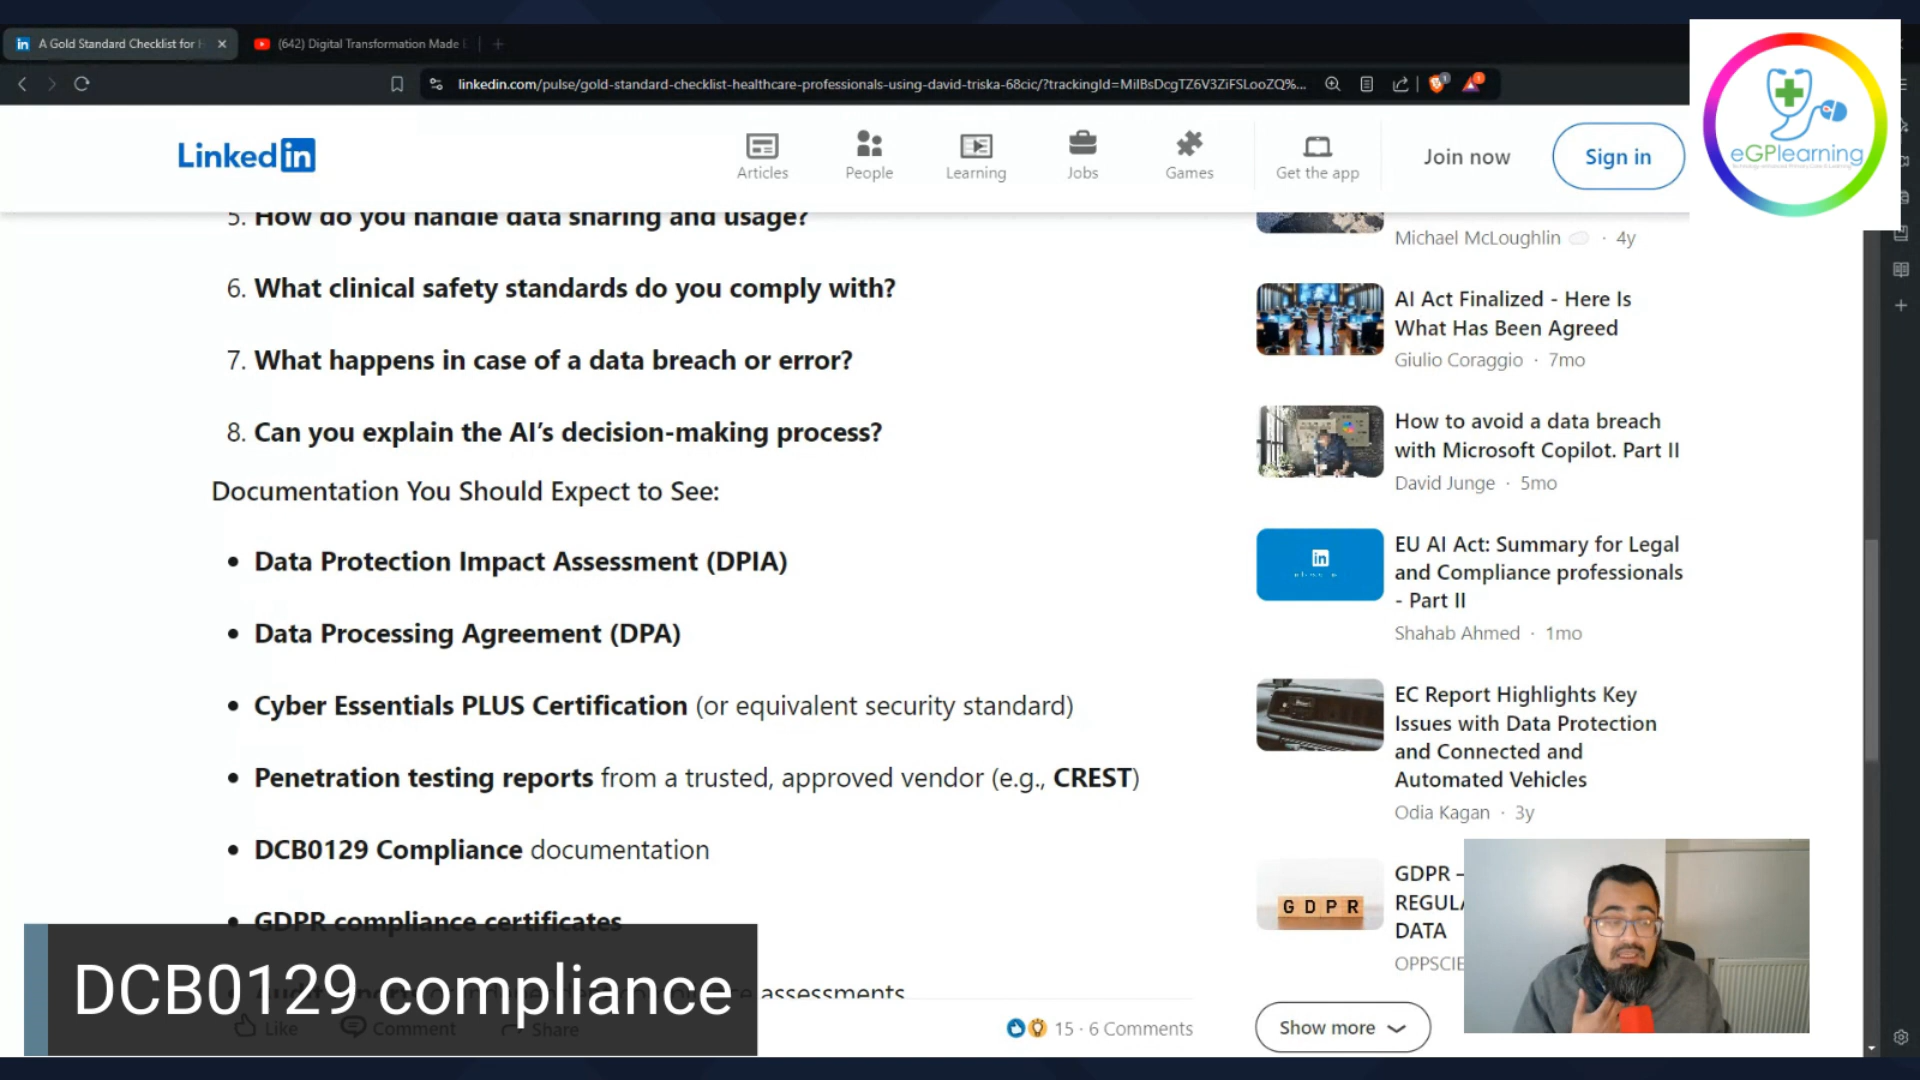 A Gold Standard Checklist for H
(642) Digital Transformation Made E
linkedin.com/pulse/gold-standard-checklist-healthcare-professionals-using-david-triska-68cic/?trackingId=MilBsDcgTZ6V3ZiFSLooZQ%...
eGPlearning
LinkedIn
Articles
People
Learning
Jobs
Games
Get the app
Join now
Sign in
5. How do you handle data sharing and usage?
6. What clinical safety standards do you comply with?
7. What happens in case of a data breach or error?
8. Can you explain the AI's decision-making process?
Documentation You Should Expect to See:
• Data Protection Impact Assessment (DPIA)
• Data Processing Agreement (DPA)
• Cyber Essentials PLUS Certification (or equivalent security standard)
• Penetration testing reports from a trusted, approved vendor (e.g., CREST)
• DCB0129 Compliance documentation
• GDPR compliance certificates
assessments
Like
Comment
Share
15 · 6 Comments
Michael McLoughlin · 4y
AI Act Finalized - Here Is
What Has Been Agreed
Giulio Coraggio · 7mo
How to avoid a data breach
with Microsoft Copilot. Part II
David Junge · 5mo
EU AI Act: Summary for Legal
and Compliance professionals
- Part II
Shahab Ahmed · 1mo
EC Report Highlights Key
Issues with Data Protection
and Connected and
Automated Vehicles
Odia Kagan · 3y
GDPR
GDPR –
REGULA
DATA
OPPSCIE
Show more
DCB0129 compliance